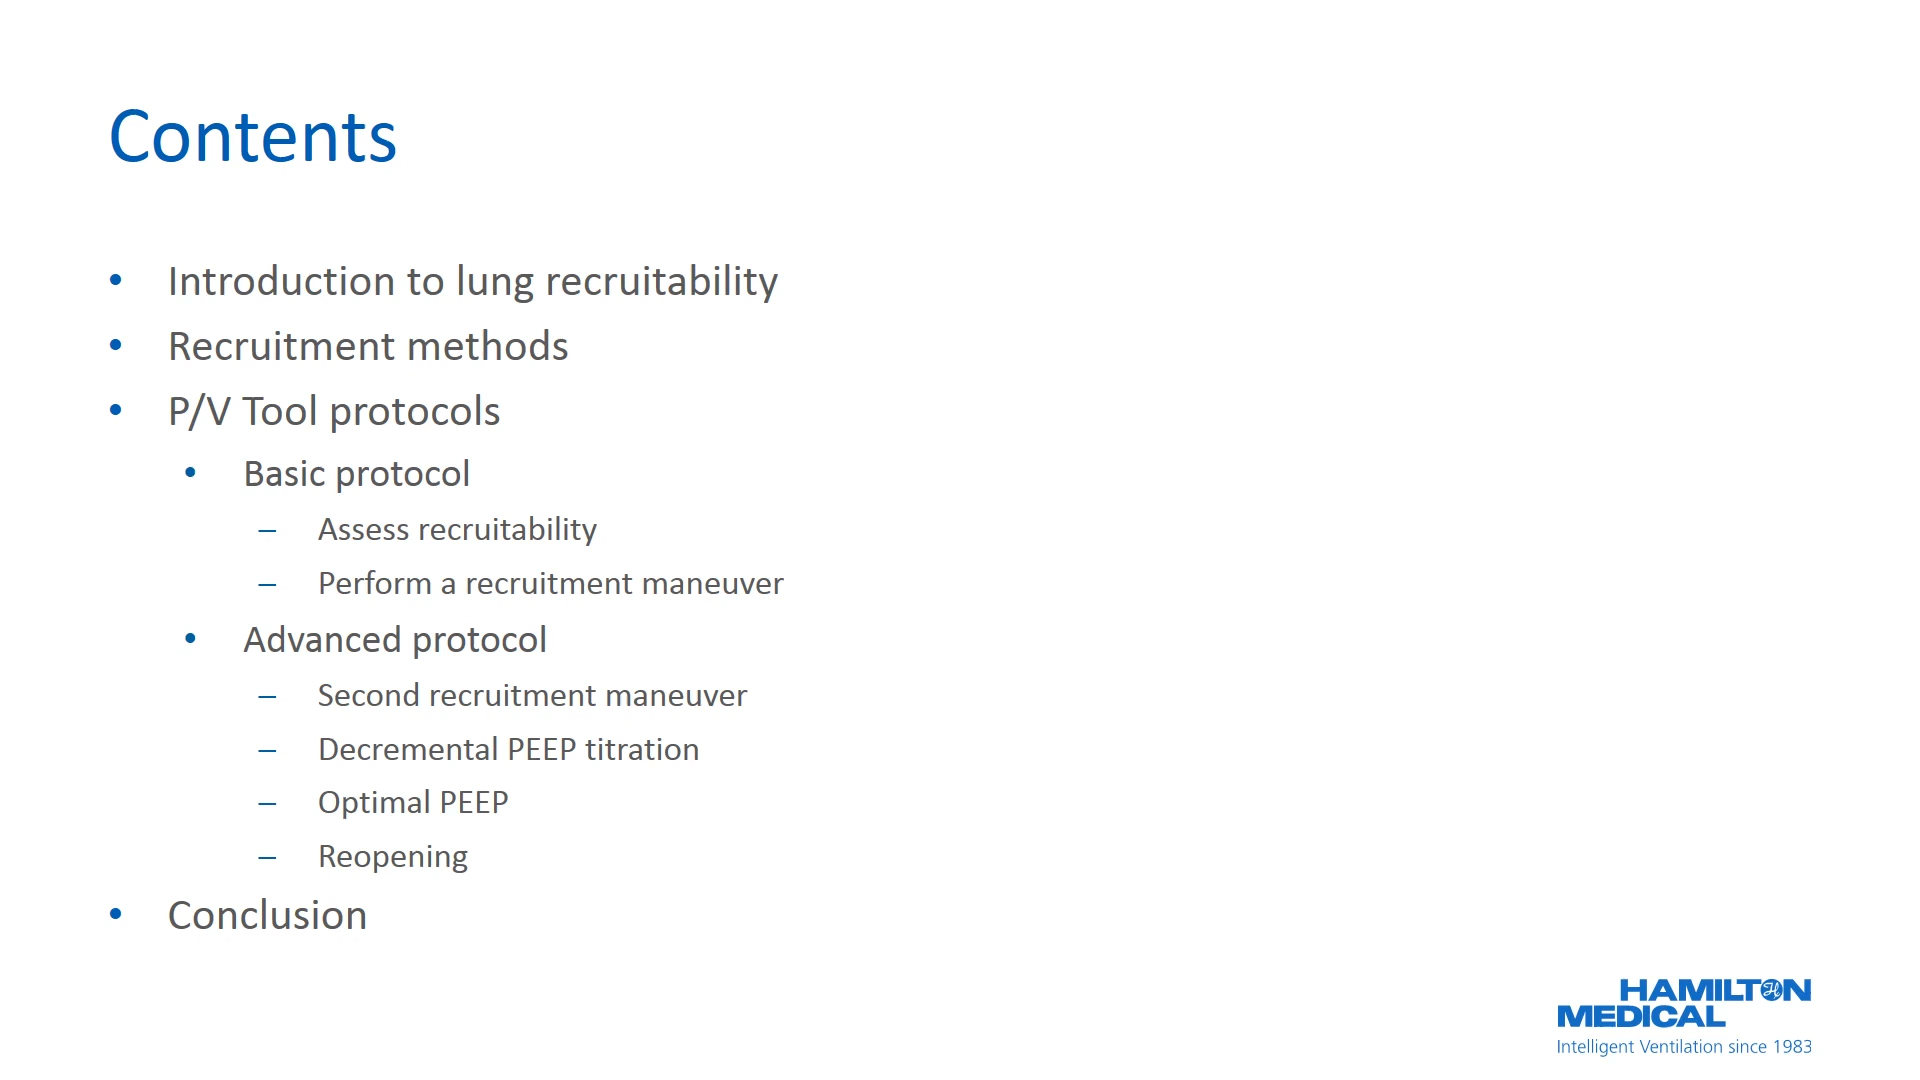 Contents
• Introduction to lung recruitability
• Recruitment methods
• P/V Tool protocols
• Basic protocol
– Assess recruitability
– Perform a recruitment maneuver
• Advanced protocol
– Second recruitment maneuver
– Decremental PEEP titration
– Optimal PEEP
– Reopening
• Conclusion
HAMILTON
MEDICAL
Intelligent Ventilation since 1983